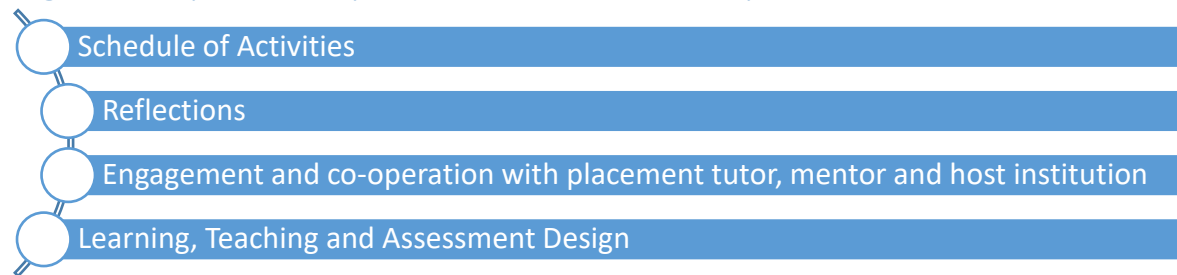 Schedule of Activities
Reflections
Engagement and co-operation with placement tutor, mentor and host institution
Learning, Teaching and Assessment Design